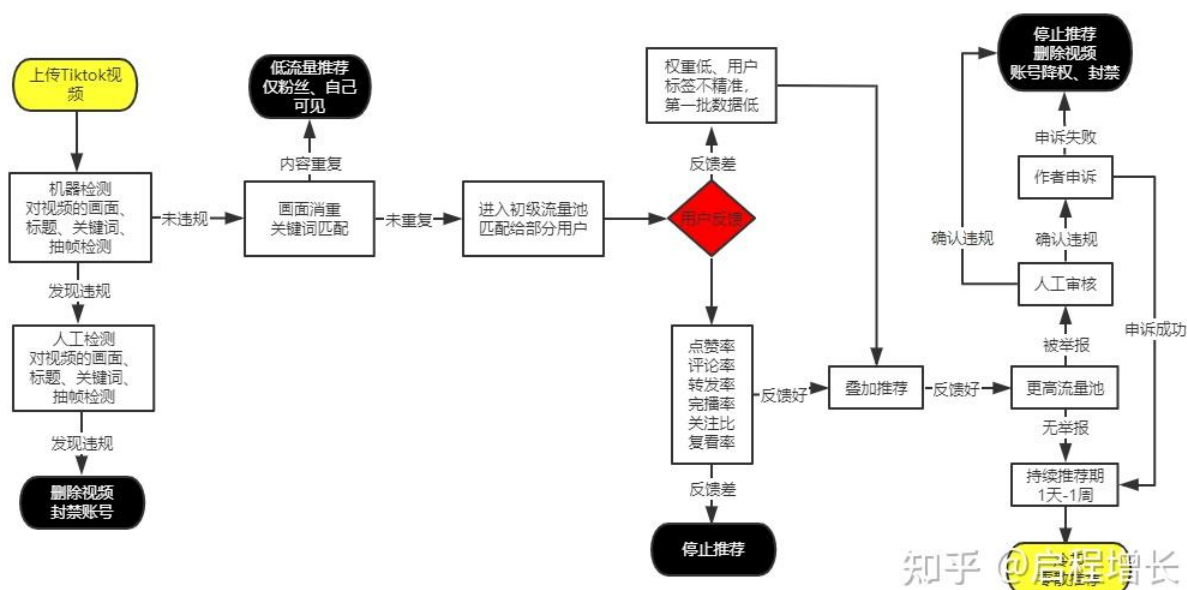 上传Tiktok视
频
机器检测
对视频的画面、
标题、关键词、
抽帧检测
发现违规
人工检测
对视频的画面、
标题、关键词、
抽帧检测
发现违规
删除视频
封禁账号
未违规
低流量推荐
仅粉丝、自己
可见
内容重复
画面消重
关键词匹配
未重复
进入初级流量池
匹配给部分用户
权重低、用户
标签不精准，
第一批数据低
反馈差
用户反馈
点赞率
评论率
转发率
完播率
关注比
复看率
反馈差
停止推荐
反馈好
叠加推荐
反馈好
停止推荐
删除视频
账号降权、封禁
申诉失败
作者申诉
确认违规
确认违规
人工审核
申诉成功
被举报
更高流量池
无举报
持续推荐期
1天-1周
知乎 @启程增长